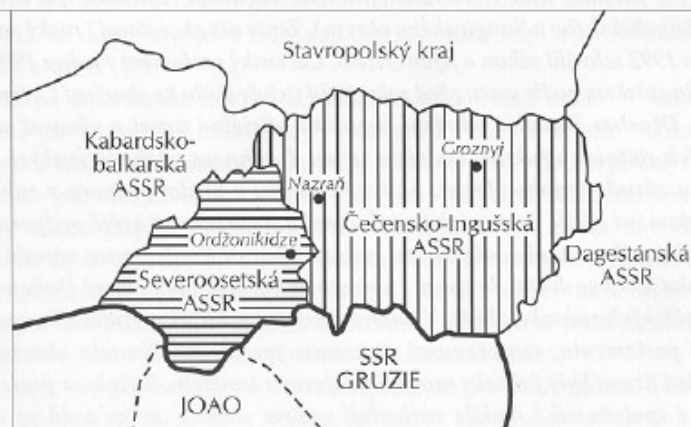 Stavropolský kraj
Kabardsko-
balkarská
ASSR
Groznyj
Nazraň
Čečensko-Ingušská
ASSR
Ordžonikidze
Dagestánská
ASSR
Severoosetská
ASSR
SSR
GRUZIE
JOAO